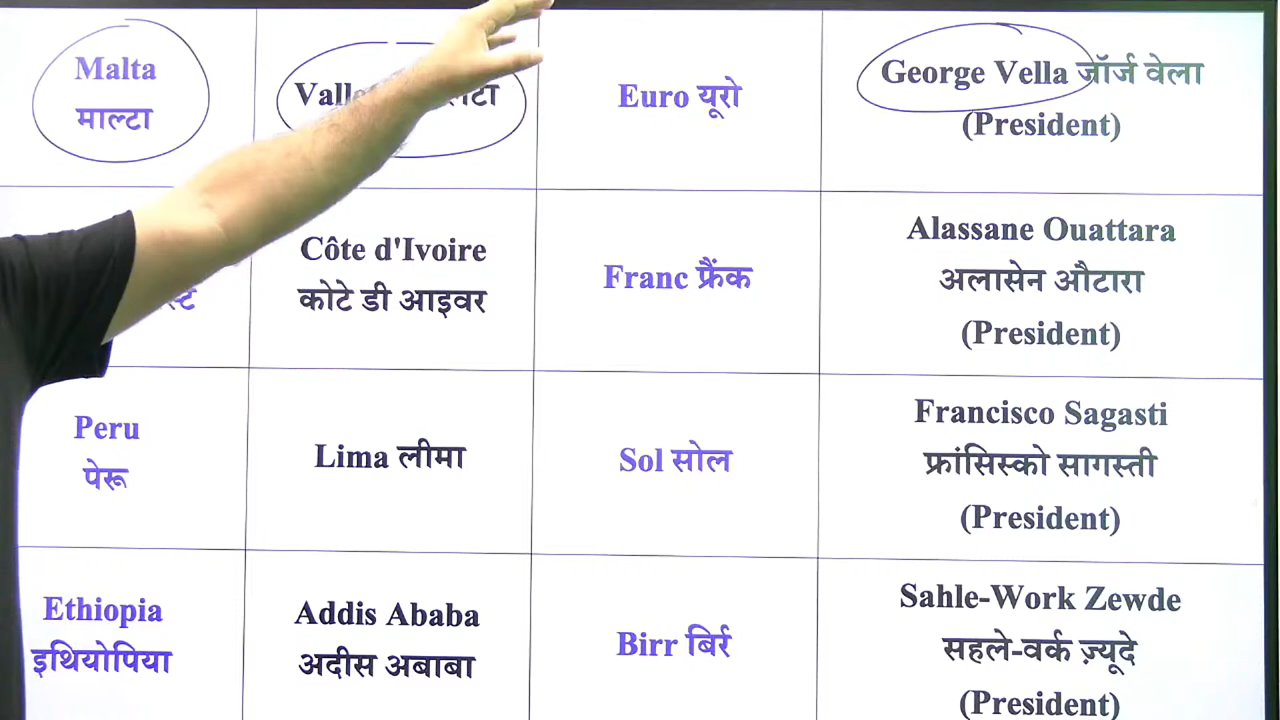 Malta
माल्टा
Euro यूरो
George Vella जॉर्ज वेला
(President)
Côte d'Ivoire
कोटे डी आइवर
Franc फ्रैंक
Alassane Ouattara
अलासेन औटारा
(President)
Peru
पेरू
Lima लीमा
Sol सोल
Francisco Sagasti
फ्रांसिस्को सागस्ती
(President)
Ethiopia
इथियोपिया
Addis Ababa
अदीस अबाबा
Birr बिर्र
Sahle-Work Zewde
सहले-वर्क ज़्यूदे
(President)